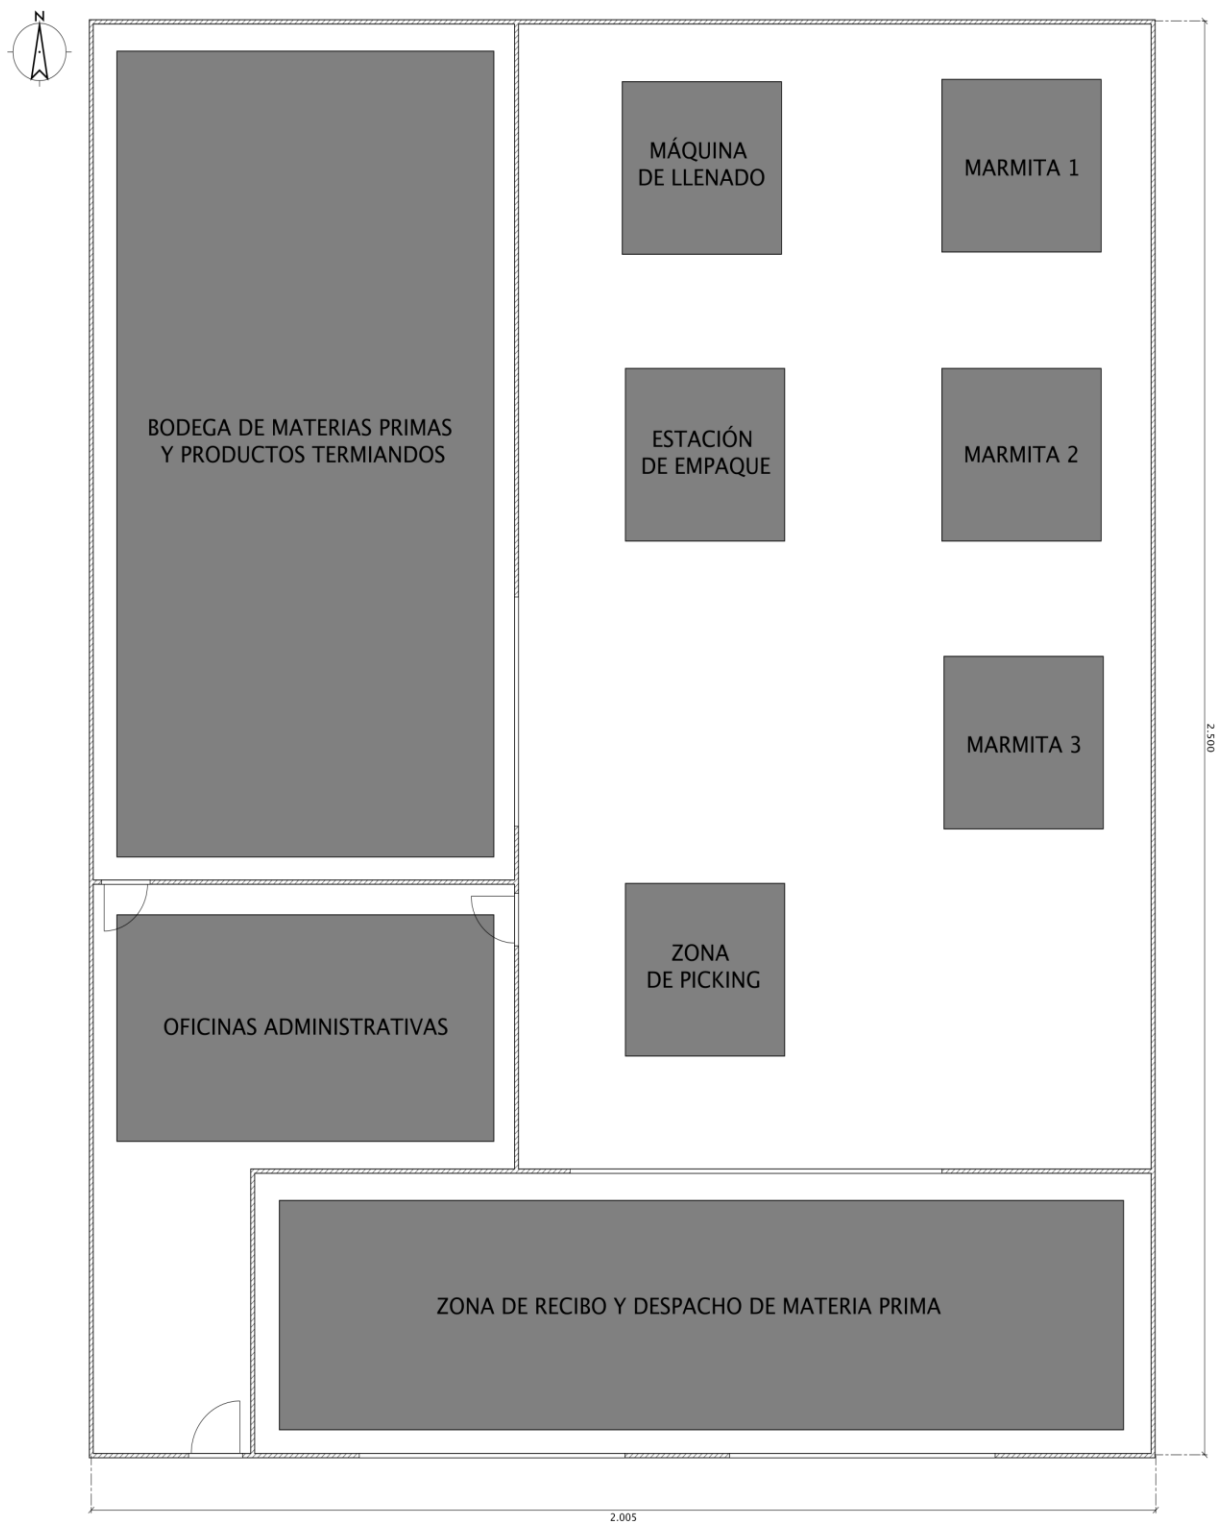 N
MÁQUINA
DE LLENADO
MARMITA 1
BODEGA DE MATERIAS PRIMAS
Y PRODUCTOS TERMIANDOS
ESTACIÓN
DE EMPAQUE
MARMITA 2
MARMITA 3
2.500
ZONA
DE PICKING
OFICINAS ADMINISTRATIVAS
ZONA DE RECIBO Y DESPACHO DE MATERIA PRIMA
2.005